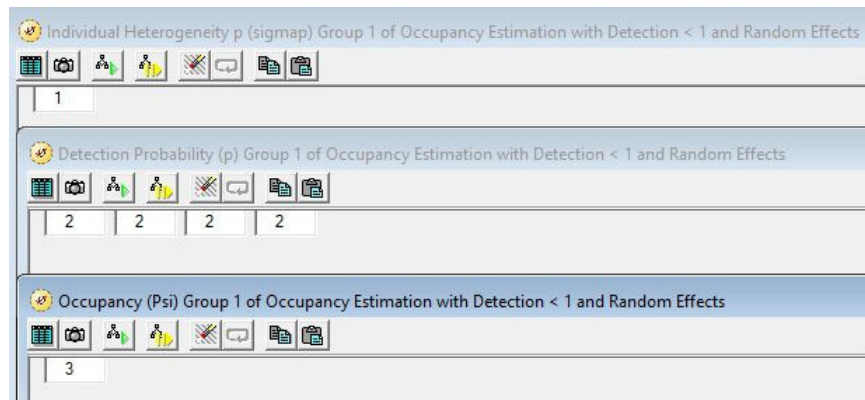 Individual Heterogeneity p (sigmap) Group 1 of Occupancy Estimation with Detection < 1 and Random Effects
1
Detection Probability (p) Group 1 of Occupancy Estimation with Detection < 1 and Random Effects
2 2 2 2
Occupancy (Psi) Group 1 of Occupancy Estimation with Detection < 1 and Random Effects
3